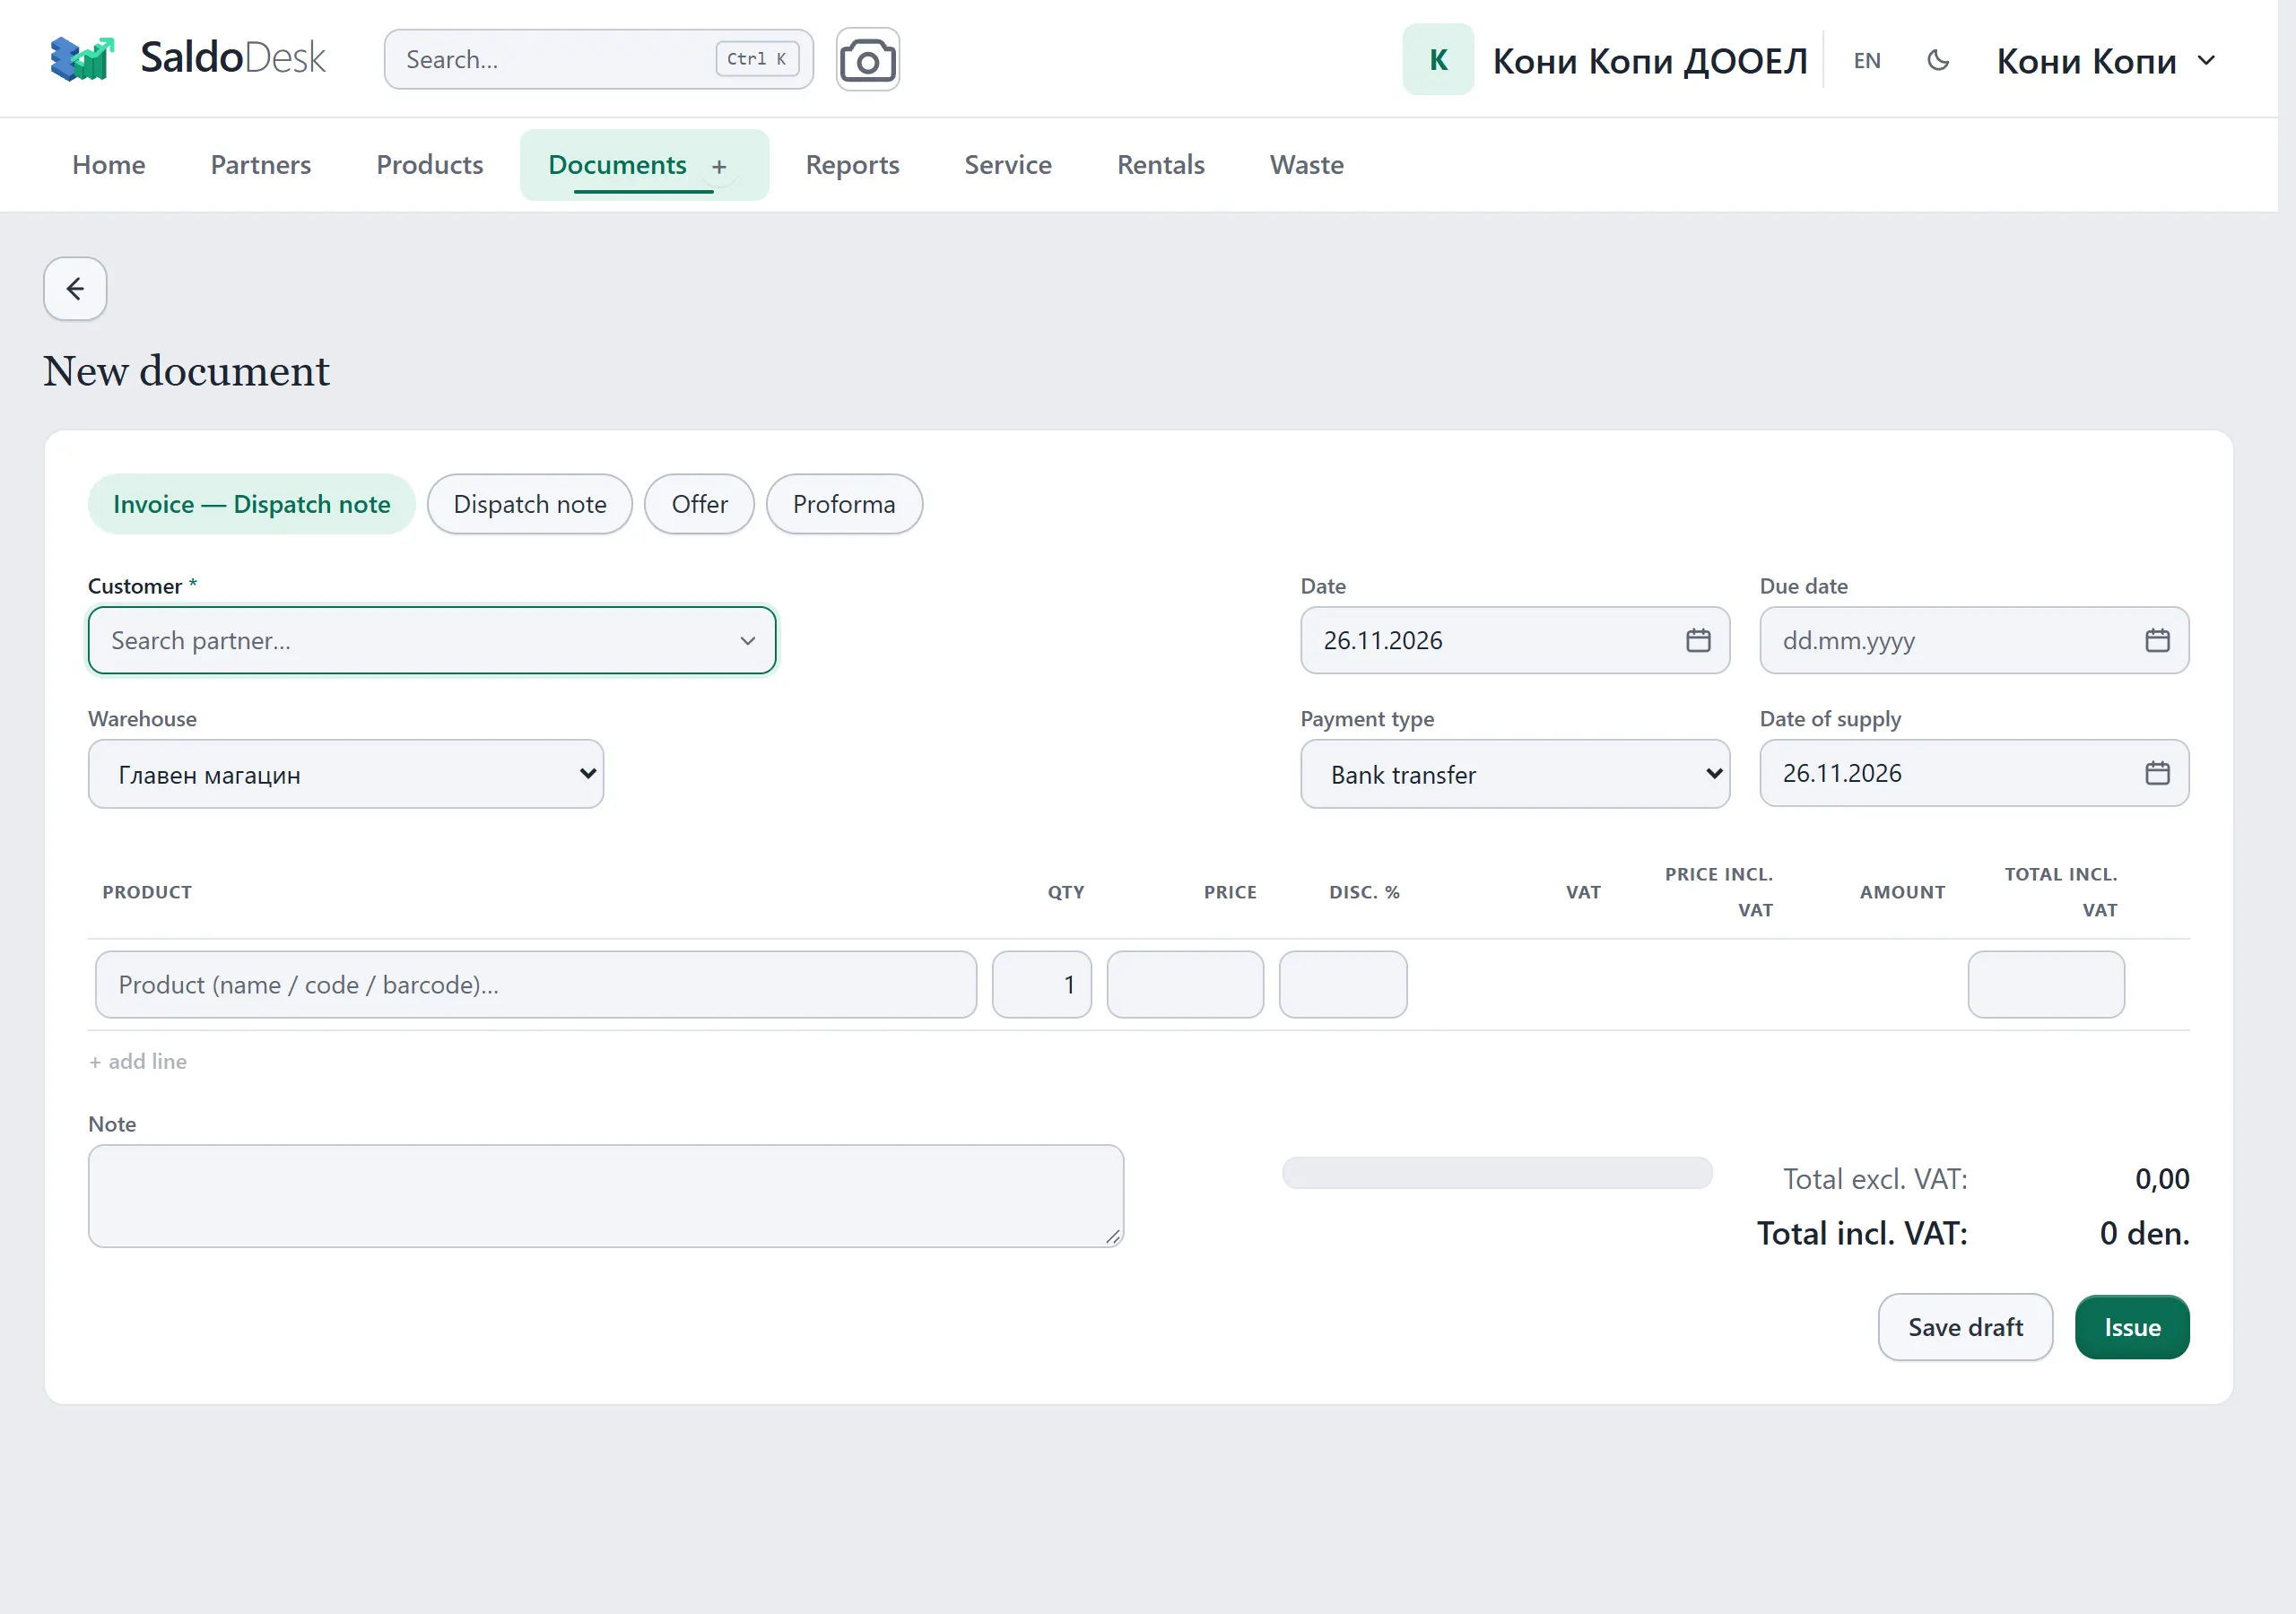 SaldoDesk
Search...
Ctrl K
K
Кони Копи ДООЕЛ
EN
Кони Копи
Home
Partners
Products
Documents +
Reports
Service
Rentals
Waste
New document
Invoice — Dispatch note
Dispatch note
Offer
Proforma
Customer *
Date
Due date
Search partner...
26.11.2026
dd.mm.yyyy
Warehouse
Payment type
Date of supply
Главен магацин
Bank transfer
26.11.2026
PRODUCT
QTY
PRICE
DISC. %
VAT
PRICE INCL.
VAT
AMOUNT
TOTAL INCL.
VAT
Product (name / code / barcode)...
1
+ add line
Note
Total excl. VAT:
0,00
Total incl. VAT:
0 den.
Save draft
Issue